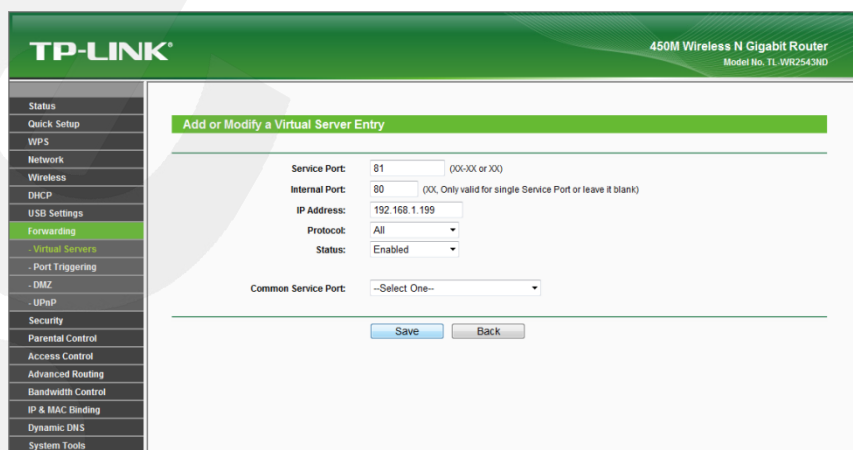 TP-LINK®
450M Wireless N Gigabit Router
Model No. TL-WR2543ND
Status
Quick Setup
WPS
Network
Wireless
DHCP
USB Settings
Forwarding
- Virtual Servers
- Port Triggering
- DMZ
- UPnP
Security
Parental Control
Access Control
Advanced Routing
Bandwidth Control
IP & MAC Binding
Dynamic DNS
System Tools
Add or Modify a Virtual Server Entry
Service Port: 81 (XX-XX or XX)
Internal Port: 80 (XX, Only valid for single Service Port or leave it blank)
IP Address: 192.168.1.199
Protocol: All
Status: Enabled
Common Service Port: --Select One--
Save Back